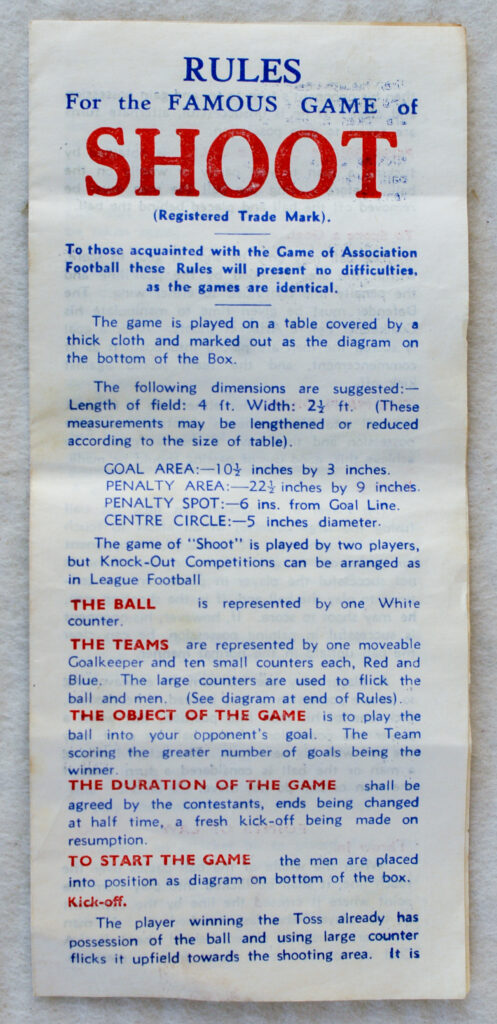 RULES
For the FAMOUS GAME of
SHOOT
(Registered Trade Mark).
To those acquainted with the Game of Association
Football these Rules will present no difficulties,
as the games are identical.
The game is played on a table covered by a
thick cloth and marked out as the diagram on
the bottom of the Box.
The following dimensions are suggested:—
Length of field: 4 ft. Width: 2½ ft. (These
measurements may be lengthened or reduced
according to the size of table).
GOAL AREA:—10½ inches by 3 inches.
PENALTY AREA:—22½ inches by 9 inches.
PENALTY SPOT:—6 ins. from Goal Line.
CENTRE CIRCLE:—5 inches diameter.
The game of "Shoot" is played by two players,
but Knock-Out Competitions can be arranged as
in League Football
THE BALL is represented by one White
counter.
THE TEAMS are represented by one moveable
Goalkeeper and ten small counters each, Red and
Blue. The large counters are used to flick the
ball and men. (See diagram at end of Rules).
THE OBJECT OF THE GAME is to play the
ball into your opponent's goal. The Team
scoring the greater number of goals being the
winner.
THE DURATION OF THE GAME shall be
agreed by the contestants, ends being changed
at half time, a fresh kick-off being made on
resumption.
TO START THE GAME the men are placed
into position as diagram on bottom of the box.
Kick-off.
The player winning the Toss already has
possession of the ball and using large counter
flicks it upfield towards the shooting area. It is